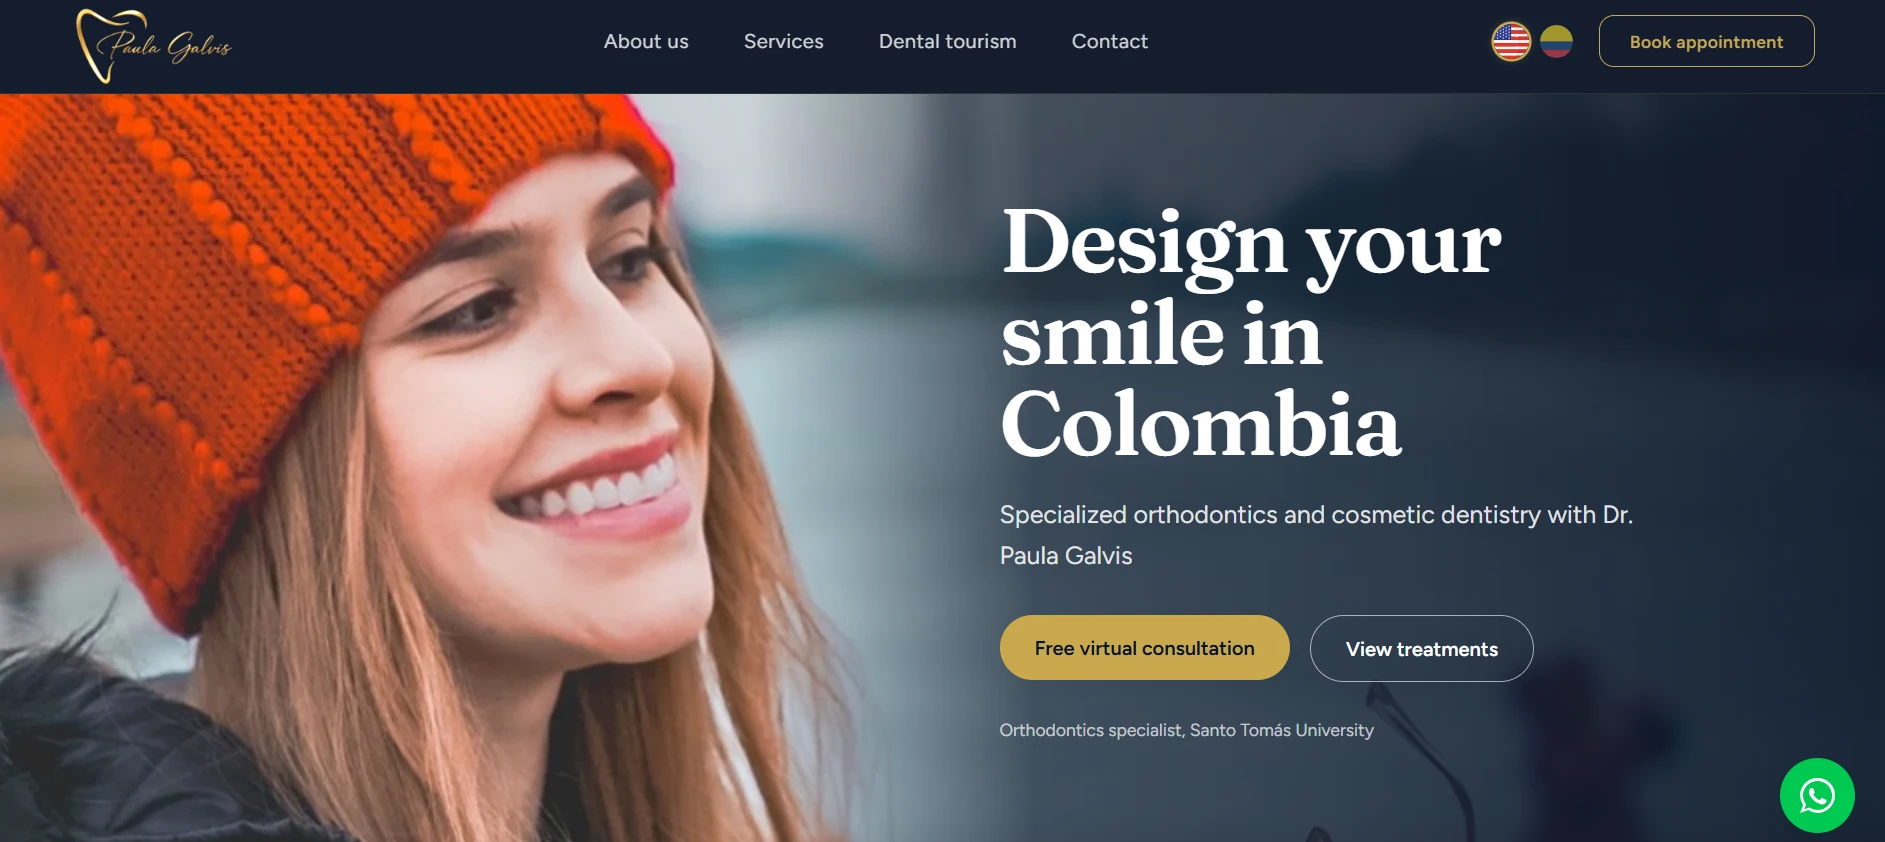 Paula Galvis
About us
Services
Dental tourism
Contact
Book appointment
Design your
smile in
Colombia
Specialized orthodontics and cosmetic dentistry with Dr.
Paula Galvis
Free virtual consultation
View treatments
Orthodontics specialist, Santo Tomás University